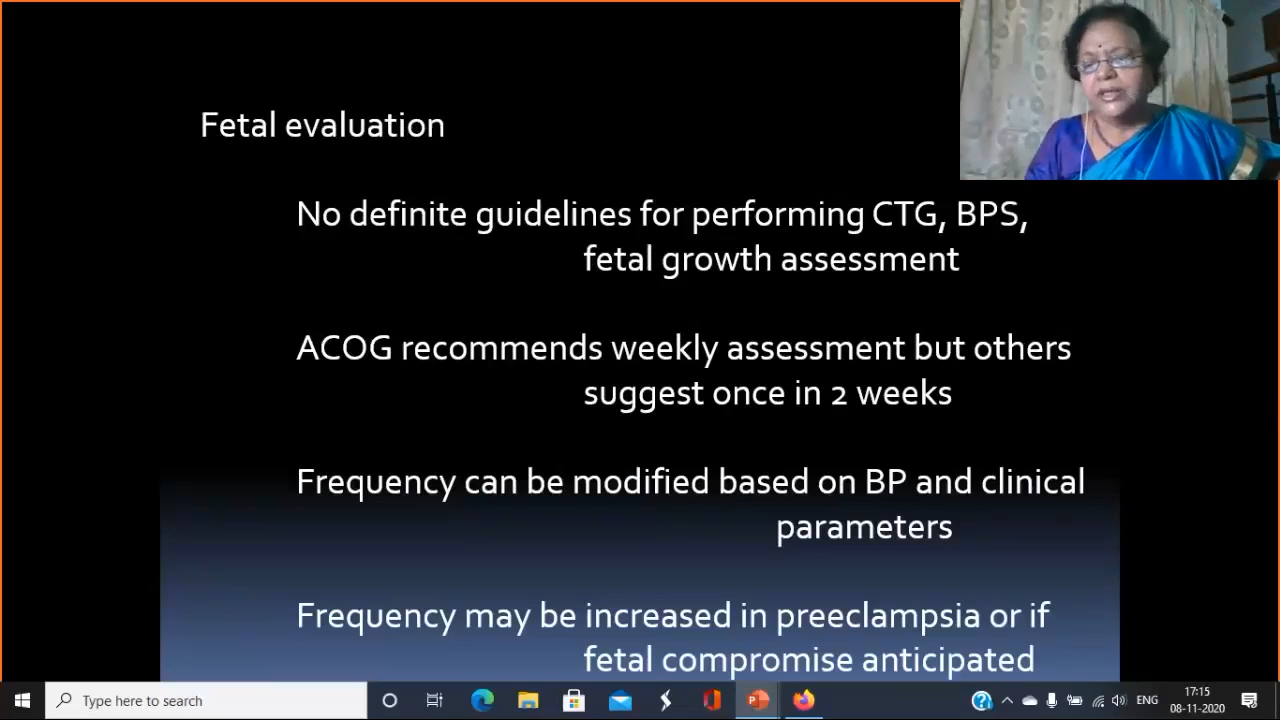 Fetal evaluation
No definite guidelines for performing CTG, BPS,
fetal growth assessment
ACOG recommends weekly assessment but others
suggest once in 2 weeks
Frequency can be modified based on BP and clinical
parameters
Frequency may be increased in preeclampsia or if
fetal compromise anticipated
Type here to search
ENG
17:15
08-11-2020